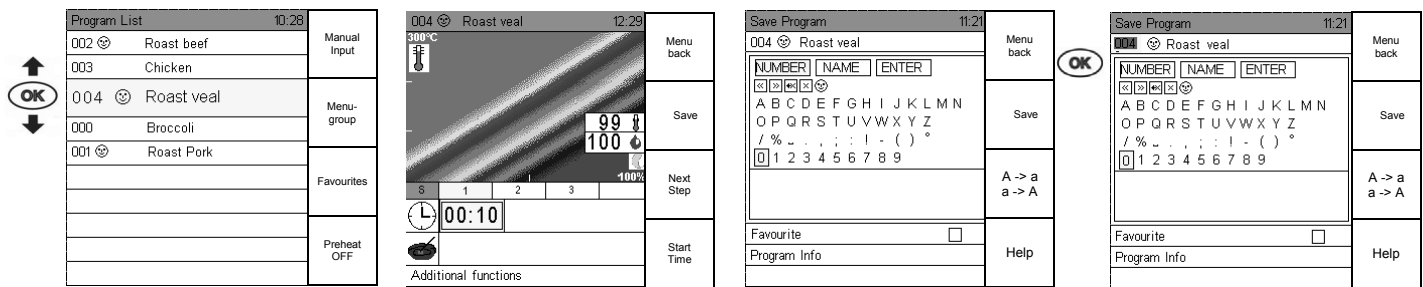 OK
Program List 10:28
002 Roast beef
003 Chicken
004 Roast veal
000 Broccoli
001 Roast Pork
Manual
Input
Menu-
group
Favourites
Preheat
OFF
004 Roast veal 12:29
300°C
99
100
100%
S 1 2 3
00:10
Additional functions
Menu
back
Save
Next
Step
Start
Time
Save Program 11:21
004 Roast veal
NUMBER NAME ENTER
« » x
A B C D E F G H I J K L M N
O P Q R S T U V W X Y Z
/ % . , ; : ! - ( ) °
0 1 2 3 4 5 6 7 8 9
Favourite
Program Info
Menu
back
Save
A -> a
a -> A
Help
OK
Save Program 11:21
004 Roast veal
NUMBER NAME ENTER
« » x
A B C D E F G H I J K L M N
O P Q R S T U V W X Y Z
/ % . , ; : ! - ( ) °
0 1 2 3 4 5 6 7 8 9
Favourite
Program Info
Menu
back
Save
A -> a
a -> A
Help